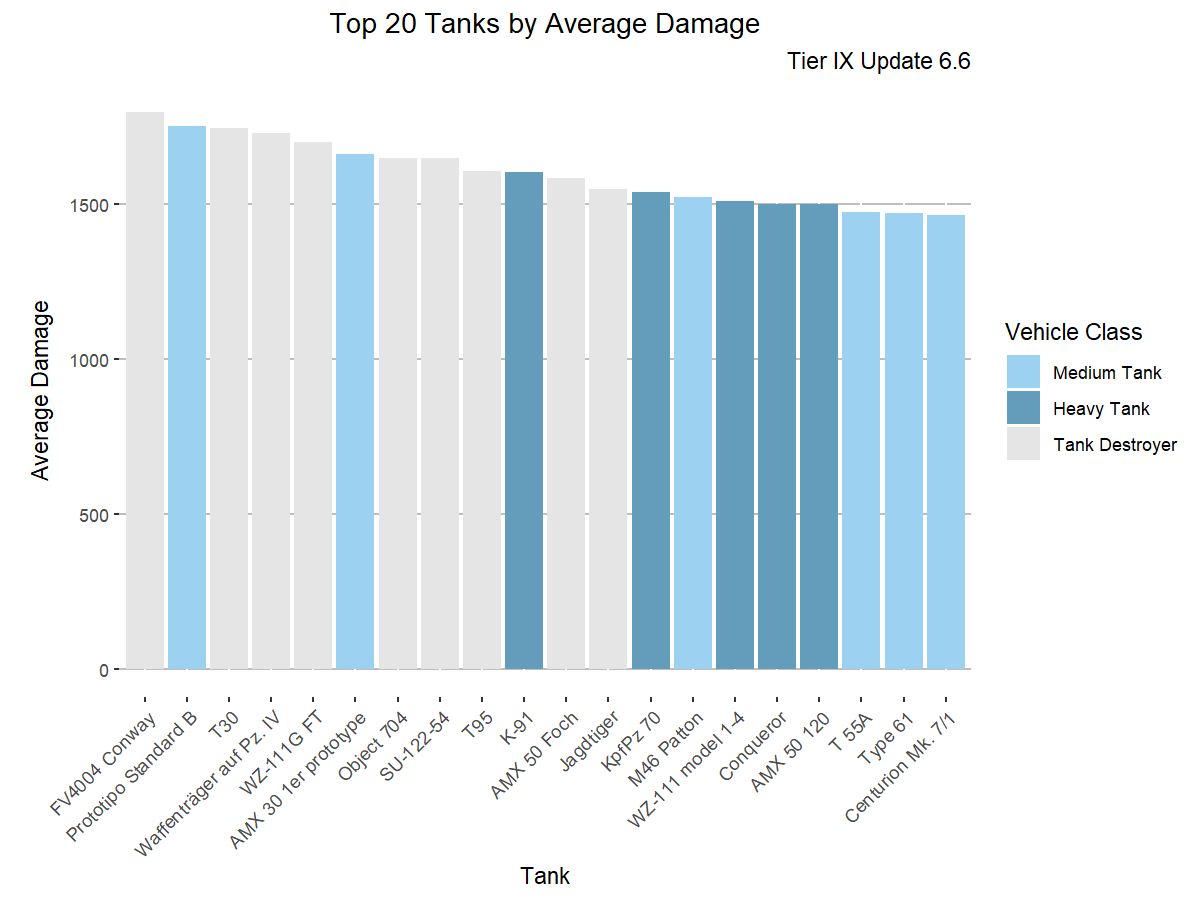 Top 20 Tanks by Average Damage
Tier IX Update 6.6
Average Damage
1500
1000
500
0
FV4004 Conway
Prototipo Standard B
T30
Waffenträger auf Pz. IV
WZ-111G FT
AMX 30 1er prototype
Object 704
SU-122-54
T95
K-91
AMX 50 Foch
Jagdtiger
KpfPz 70
M46 Patton
WZ-111 model 1-4
Conqueror
AMX 50 120
T 55A
Type 61
Centurion Mk. 7/1
Tank
Vehicle Class
Medium Tank
Heavy Tank
Tank Destroyer